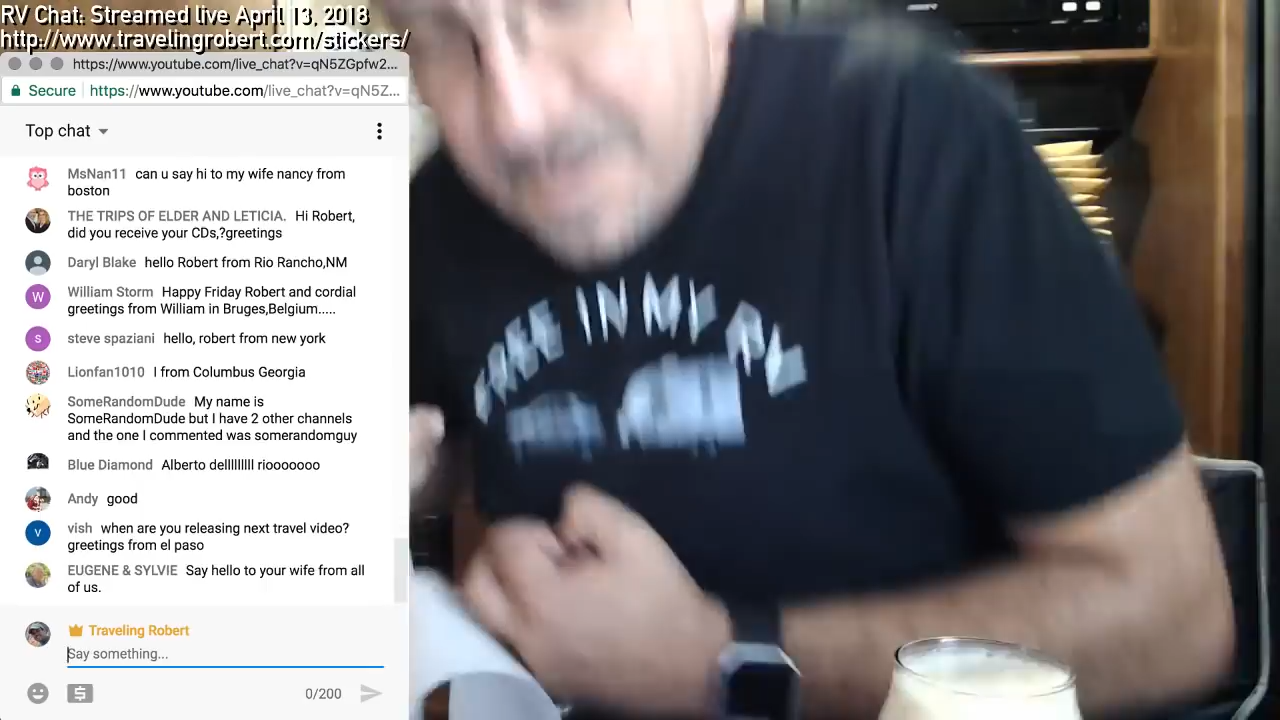 RV Chat: Streamed live April 13, 2018
http://www.travelingrobert.com/stickers/
https://www.youtube.com/live_chat?v=qN5ZGpfw2...
Secure https://www.youtube.com/live_chat?v=qN5Z...
Top chat
MsNan11 can u say hi to my wife nancy from
boston
THE TRIPS OF ELDER AND LETICIA. Hi Robert,
did you receive your CDs,?greetings
Daryl Blake hello Robert from Rio Rancho,NM
W
William Storm Happy Friday Robert and cordial
greetings from William in Bruges,Belgium.....
s
steve spaziani hello, robert from new york
Lionfan1010 I from Columbus Georgia
SomeRandomDude My name is
SomeRandomDude but I have 2 other channels
and the one I commented was somerandomguy
Blue Diamond Alberto delllllllll riooooooo
Andy good
V
vish when are you releasing next travel video?
greetings from el paso
EUGENE & SYLVIE Say hello to your wife from all
of us.
Traveling Robert
Say something...
0/200
FREE IN MY RV